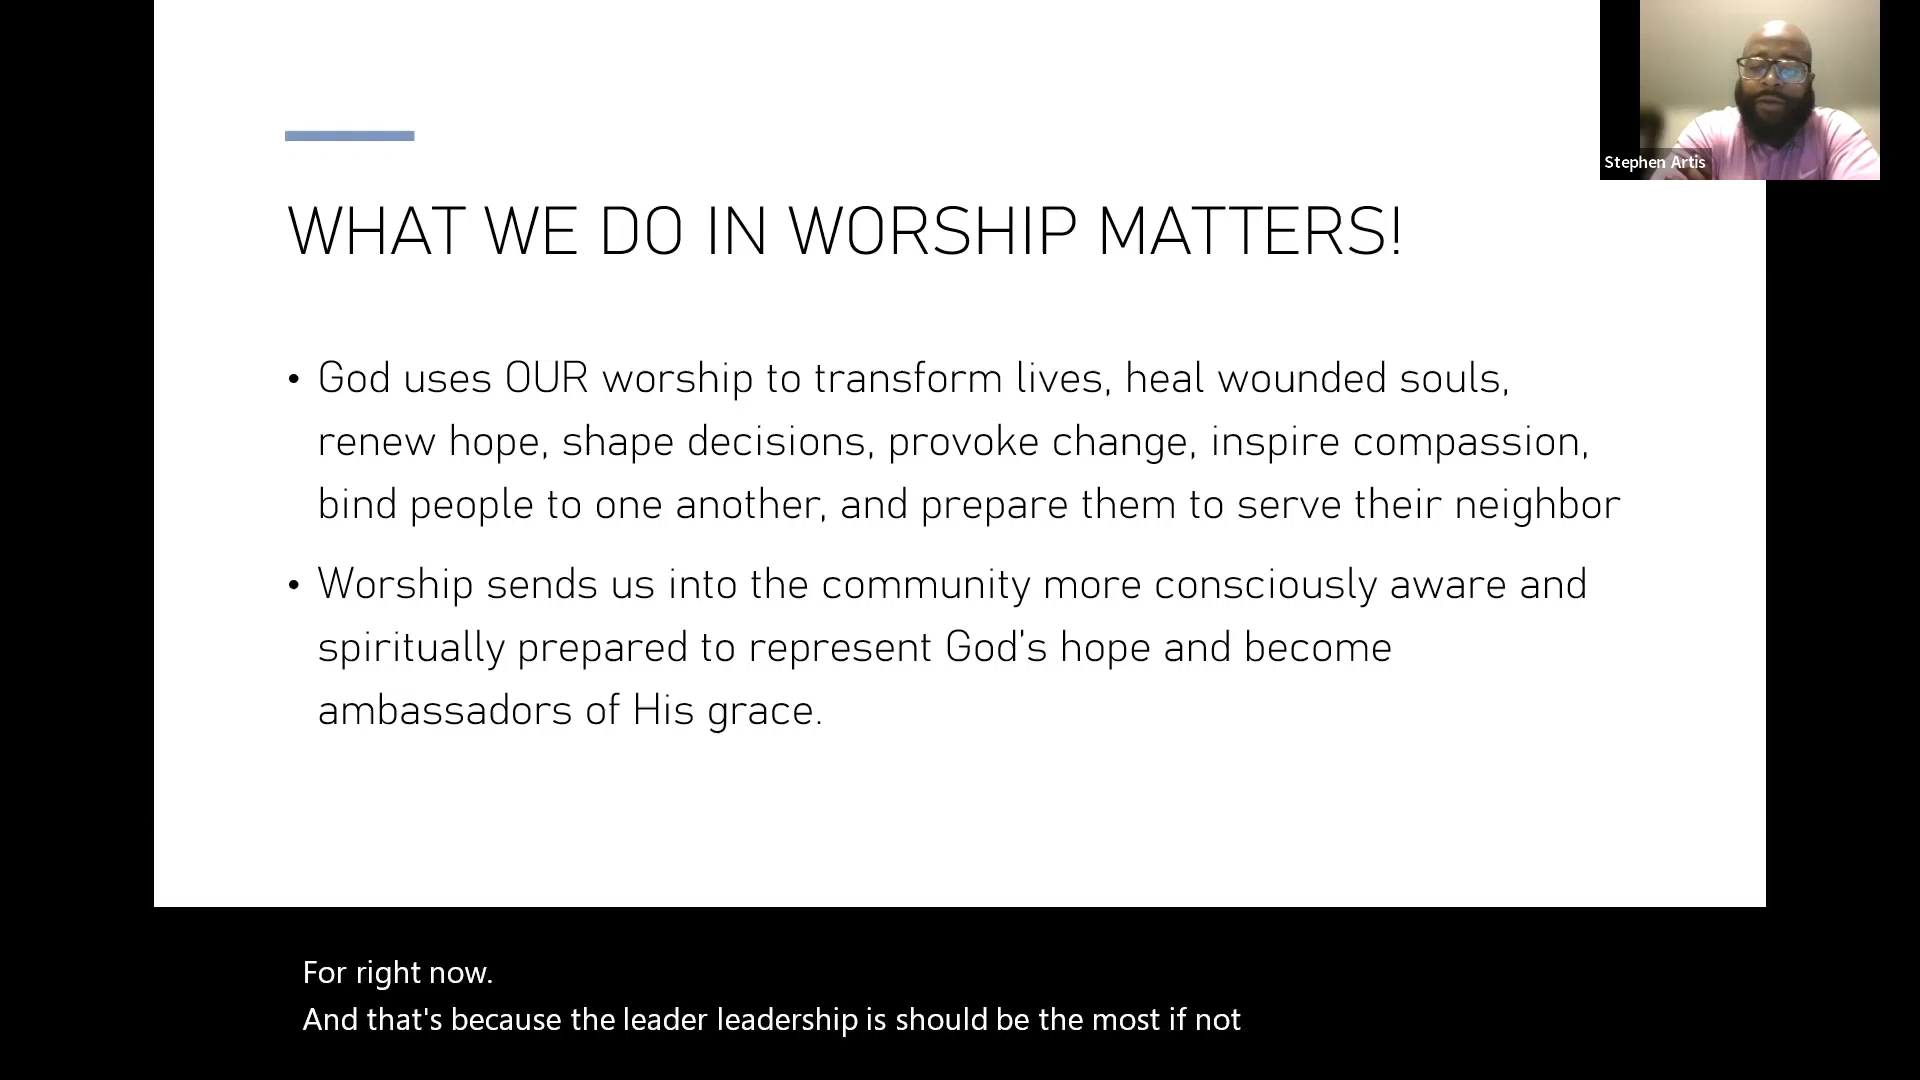 Stephen Artis
WHAT WE DO IN WORSHIP MATTERS!
• God uses OUR worship to transform lives, heal wounded souls,
renew hope, shape decisions, provoke change, inspire compassion,
bind people to one another, and prepare them to serve their neighbor
• Worship sends us into the community more consciously aware and
spiritually prepared to represent God's hope and become
ambassadors of His grace.
For right now.
And that's because the leader leadership is should be the most if not